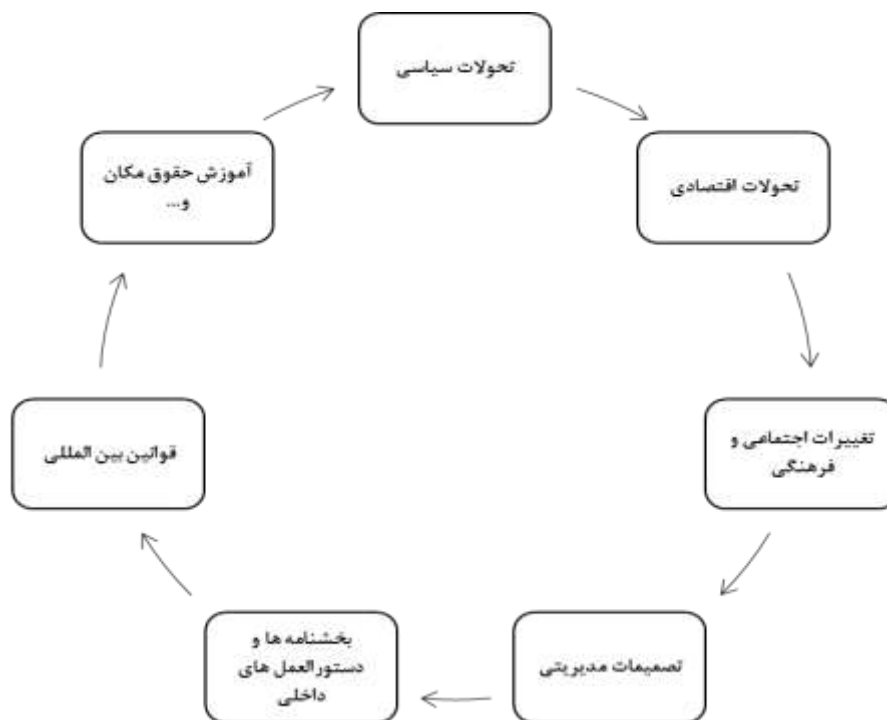 تحولات سیاسی
تحولات اقتصادی
تغییرات اجتماعی و
فرهنگی
تصمیمات مدیریتی
بخشنامه ها و
دستورالعمل های
داخلی
قوانین بین المللی
آموزش حقوق مکان
و...